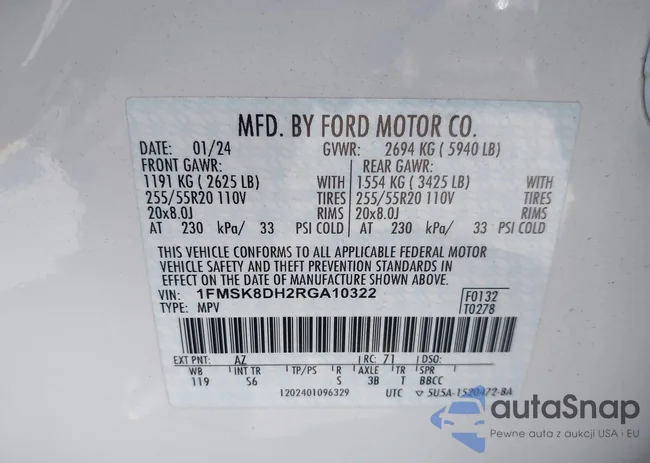 MFD. BY FORD MOTOR CO.
DATE: 01/24 GVWR: 2694 KG ( 5940 LB)
FRONT GAWR: REAR GAWR:
1191 KG ( 2625 LB) WITH 1554 KG ( 3425 LB) WITH
255/55R20 110V TIRES 255/55R20 110V TIRES
20x8.0J RIMS 20x8.0J RIMS
AT 230 kPa/ 33 PSI COLD AT 230 kPa/ 33 PSI COLD
THIS VEHICLE CONFORMS TO ALL APPLICABLE FEDERAL MOTOR
VEHICLE SAFETY AND THEFT PREVENTION STANDARDS IN
EFFECT ON THE DATE OF MANUFACTURE SHOWN ABOVE.
VIN: 1FMSK8DH2RGA10322 F0132
TYPE: MPV T0278
EXT PNT: AZ RC: 71 DSO:
WB INT TR TP/PS R AXLE TR SPR
119 S6 S 3B T BBCC
1202401096329 UTC ▽ 5USA-1520472-BA
autoSnap
Pewne auta z aukcji USA i EU